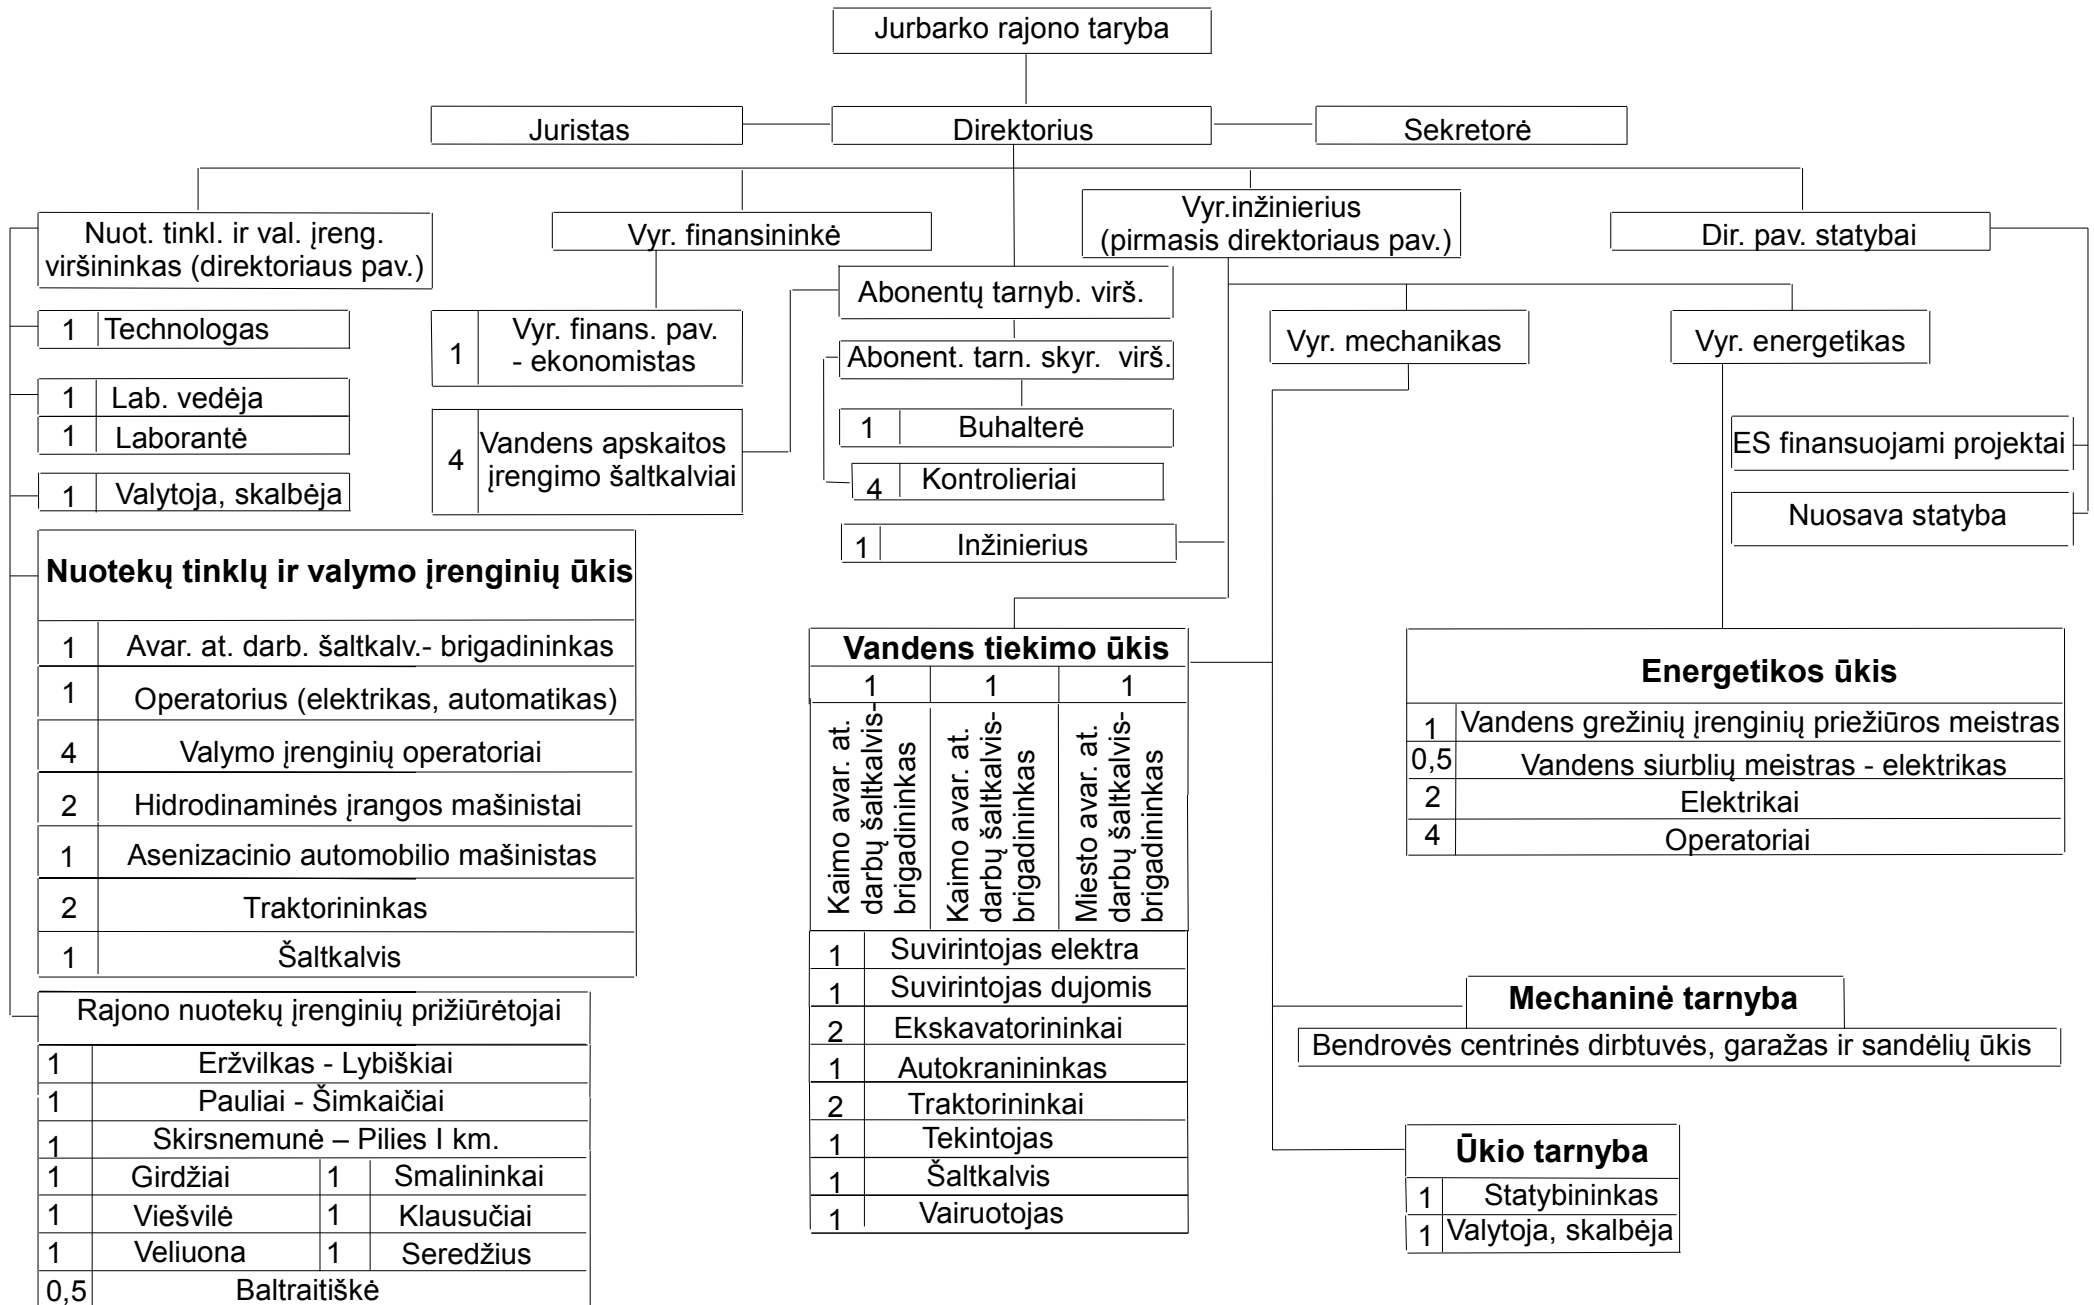 Jurbarko rajono taryba
Juristas
Direktorius
Sekretorė
Nuot. tinkl. ir val. įreng.
viršininkas (direktoriaus pav.)
Vyr. finansininkė
Vyr.inžinierius
(pirmasis direktoriaus pav.)
Dir. pav. statybai
1 Technologas
1 Lab. vedėja
1 Laborantė
1 Valytoja, skalbėja
1 Vyr. finans. pav.
- ekonomistas
4 Vandens apskaitos
įrengimo šaltkalviai
Abonentų tarnyb. virš.
Abonent. tarn. skyr. virš.
1 Buhalterė
4 Kontrolieriai
1 Inžinierius
Vyr. mechanikas
Vyr. energetikas
ES finansuojami projektai
Nuosava statyba
Nuotekų tinklų ir valymo įrenginių ūkis
1 Avar. at. darb. šaltkalv.- brigadininkas
1 Operatorius (elektrikas, automatikas)
4 Valymo įrenginių operatoriai
2 Hidrodinaminės įrangos mašinistai
1 Asenizacinio automobilio mašinistas
2 Traktorininkas
1 Šaltkalvis
Rajono nuotekų įrenginių prižiūrėtojai
1 Eržvilkas - Lybiškiai
1 Pauliai - Šimkaičiai
1 Skirsnemunė – Pilies I km.
1 Girdžiai 1 Smalininkai
1 Viešvilė 1 Klausučiai
1 Veliuona 1 Seredžius
0,5 Baltraitiškė
Vandens tiekimo ūkis
1 1 1
Kaimo avar. at.
darbų šaltkalvis-
brigadininkas
Kaimo avar. at.
darbų šaltkalvis-
brigadininkas
Miesto avar. at.
darbų šaltkalvis-
brigadininkas
1 Suvirintojas elektra
1 Suvirintojas dujomis
2 Ekskavatorininkai
1 Autokranininkas
2 Traktorininkai
1 Tekintojas
1 Šaltkalvis
1 Vairuotojas
Energetikos ūkis
1 Vandens grežinių įrenginių priežiūros meistras
0,5 Vandens siurblių meistras - elektrikas
2 Elektrikai
4 Operatoriai
Mechaninė tarnyba
Bendrovės centrinės dirbtuvės, garažas ir sandėlių ūkis
Ūkio tarnyba
1 Statybininkas
1 Valytoja, skalbėja